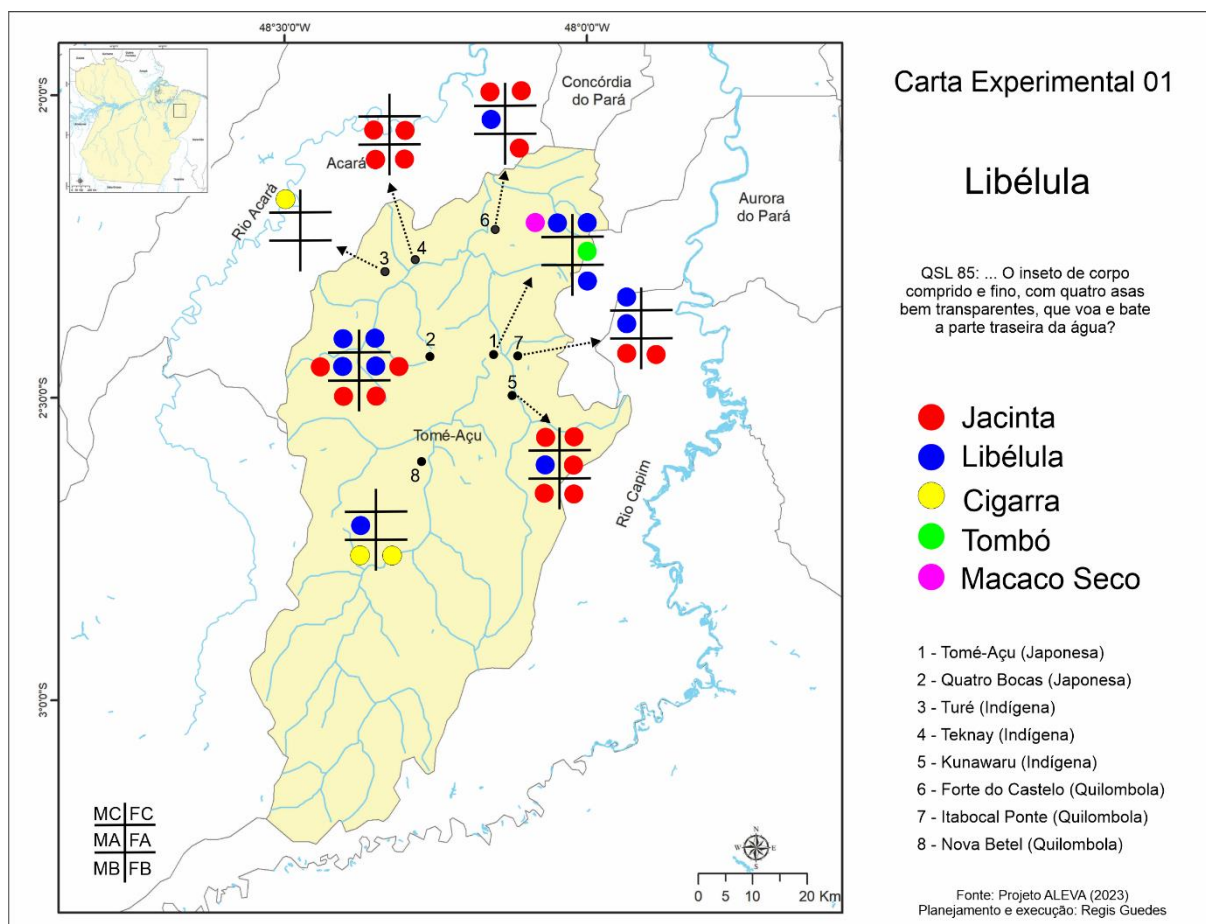 48°30'0"W
48°0'0"W
2°0'0"S
2°30'0"S
3°0'0"S
Concórdia
do Pará
Acará
Rio Acará
Aurora
do Pará
6
4
3
2
1
7
5
Tomé-Açu
8
Rio Capim
MC FC
MA FA
MB FB
N
W E
S
0 5 10 20 Km
Carta Experimental 01
Libélula
QSL 85: ... O inseto de corpo
comprido e fino, com quatro asas
bem transparentes, que voa e bate
a parte traseira da água?
Jacinta
Libélula
Cigarra
Tombó
Macaco Seco
1 - Tomé-Açu (Japonesa)
2 - Quatro Bocas (Japonesa)
3 - Turé (Indígena)
4 - Teknay (Indígena)
5 - Kunawaru (Indígena)
6 - Forte do Castelo (Quilombola)
7 - Itabocal Ponte (Quilombola)
8 - Nova Betel (Quilombola)
Fonte: Projeto ALEVA (2023)
Planejamento e execução: Regis Guedes